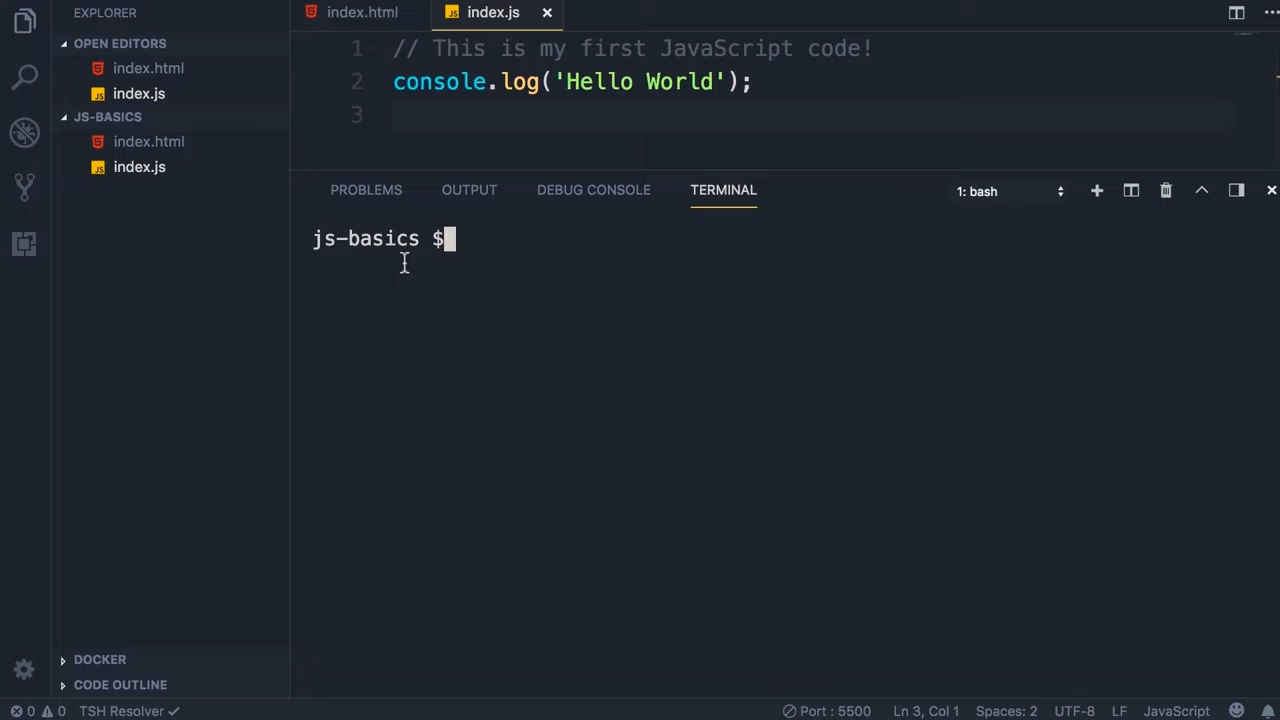 EXPLORER
OPEN EDITORS
index.html
index.js
JS-BASICS
index.html
index.js
DOCKER
CODE OUTLINE
index.html
index.js
1 // This is my first JavaScript code!
2 console.log('Hello World');
3
PROBLEMS OUTPUT DEBUG CONSOLE TERMINAL 1: bash
js-basics $
0 0 TSH Resolver Port : 5500 Ln 3, Col 1 Spaces: 2 UTF-8 LF JavaScript